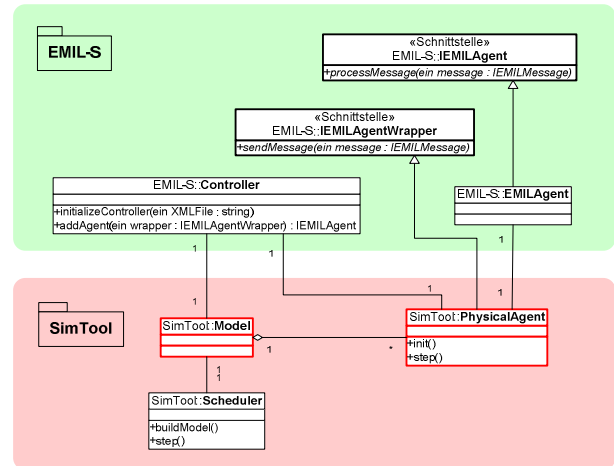 EMIL-S
«Schnittstelle»
EMIL-S::IEMILAgent
+processMessage(ein message : IEMILMessage)
«Schnittstelle»
EMIL-S::IEMILAgentWrapper
+sendMessage(ein message : IEMILMessage)
EMIL-S::Controller
+initializeController(ein XMLFile : string)
+addAgent(ein wrapper : IEMILAgentWrapper) : IEMILAgent
EMIL-S::EMILAgent
1
1
1
1
1
1
SimTool
SimTool::Model
SimTool::PhysicalAgent
+init()
+step()
1
*
1
1
SimTool::Scheduler
+buildModel()
+step()